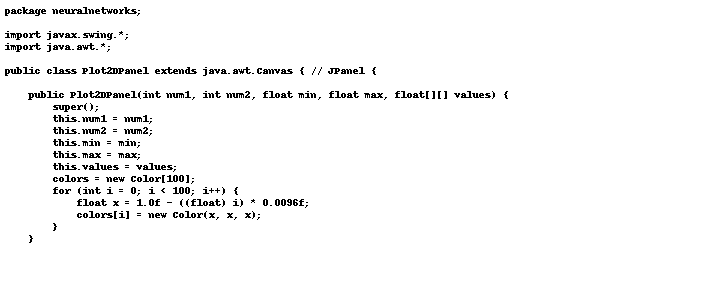 package neuralnetworks;

import javax.swing.*;
import java.awt.*;

public class Plot2DPanel extends java.awt.Canvas { // JPanel {

    public Plot2DPanel(int num1, int num2, float min, float max, float[][] values) {
        super();
        this.num1 = num1;
        this.num2 = num2;
        this.min = min;
        this.max = max;
        this.values = values;
        colors = new Color[100];
        for (int i = 0; i < 100; i++) {
            float x = 1.0f - ((float) i) * 0.0096f;
            colors[i] = new Color(x, x, x);
        }
    }